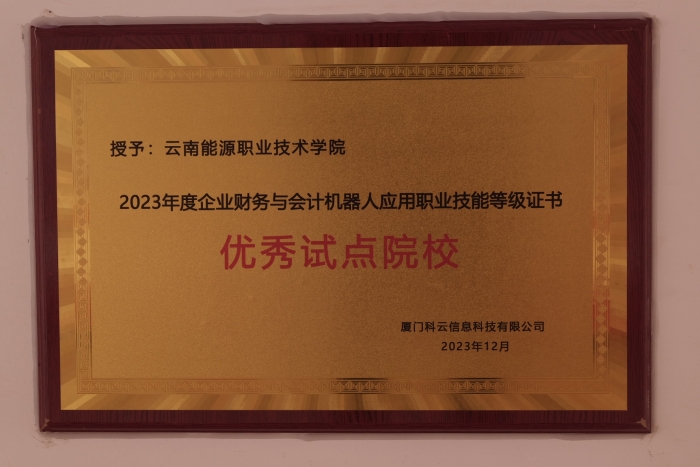 授予：云南能源职业技术学院
2023年度企业财务与会计机器人应用职业技能等级证书
优秀试点院校
厦门科云信息科技有限公司
2023年12月